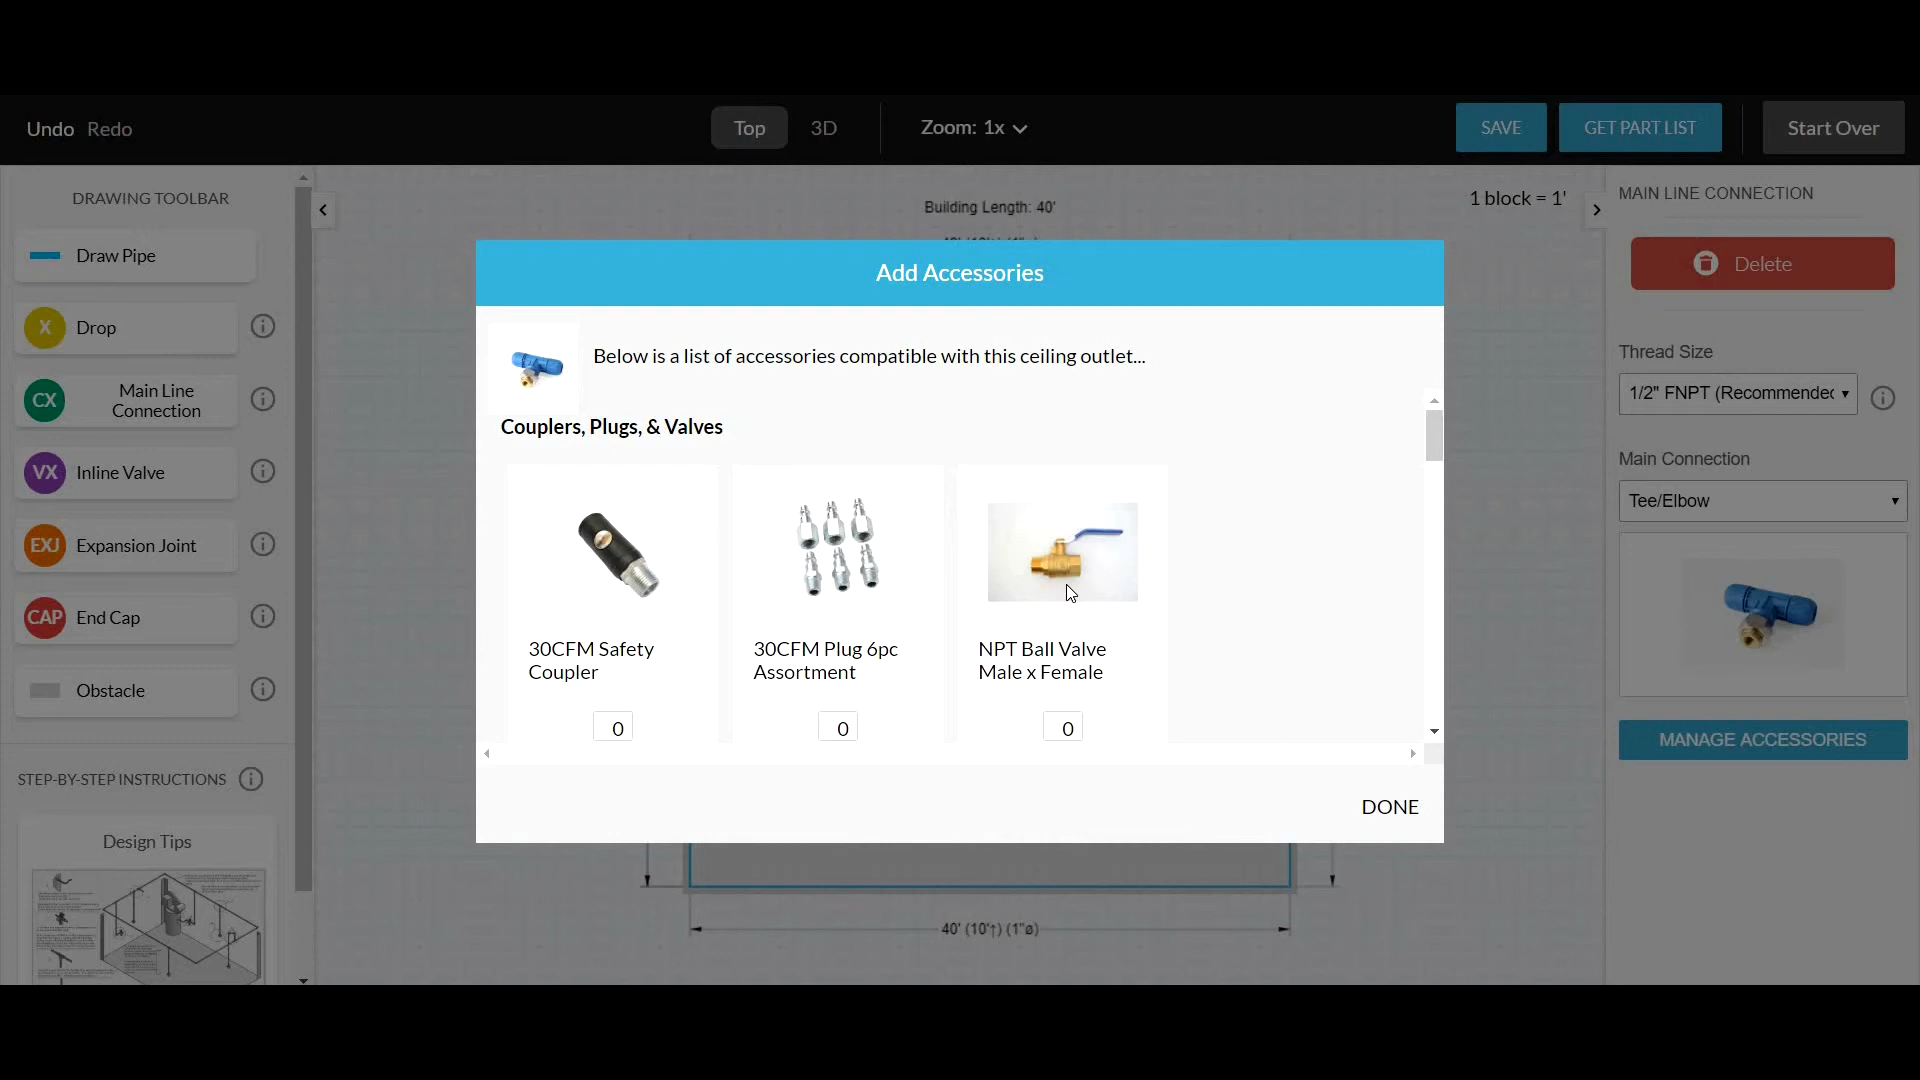 Undo Redo
Top 3D
Zoom: 1x
SAVE
GET PART LIST
Start Over
DRAWING TOOLBAR
Draw Pipe
X Drop
CX Main Line
Connection
VX Inline Valve
EXJ Expansion Joint
CAP End Cap
Obstacle
STEP-BY-STEP INSTRUCTIONS
Design Tips
Building Length: 40'
1 block = 1'
Add Accessories
Below is a list of accessories compatible with this ceiling outlet...
Couplers, Plugs, & Valves
30CFM Safety
Coupler
0
30CFM Plug 6pc
Assortment
0
NPT Ball Valve
Male x Female
0
DONE
40' (10'↑) (1"ø)
MAIN LINE CONNECTION
Delete
Thread Size
1/2" FNPT (Recommended
Main Connection
Tee/Elbow
MANAGE ACCESSORIES